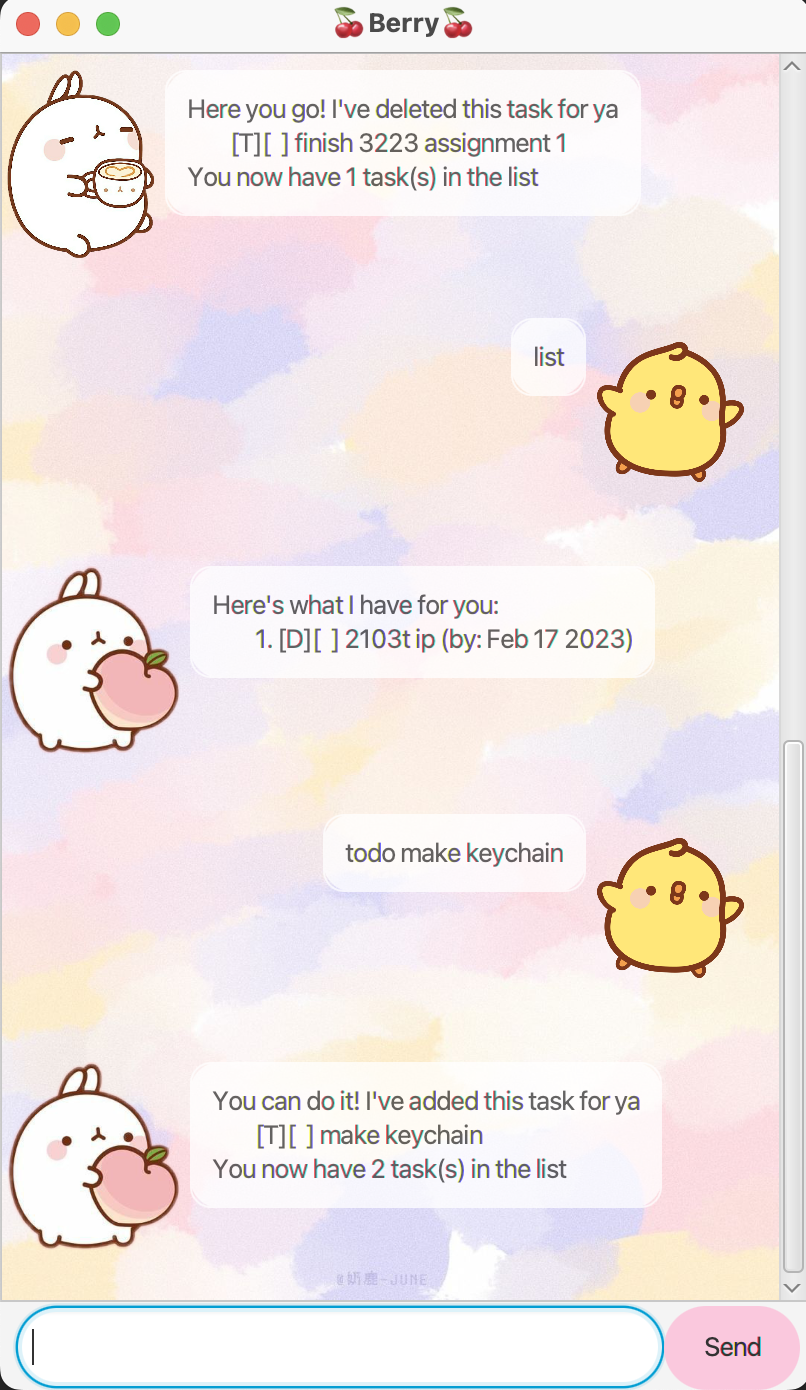 🍒 Berry 🍒
Here you go! I've deleted this task for ya
[T][ ] finish 3223 assignment 1
You now have 1 task(s) in the list
list
Here's what I have for you:
1. [D][ ] 2103t ip (by: Feb 17 2023)
todo make keychain
You can do it! I've added this task for ya
[T][ ] make keychain
You now have 2 task(s) in the list
@奶鹿-JUNE
Send